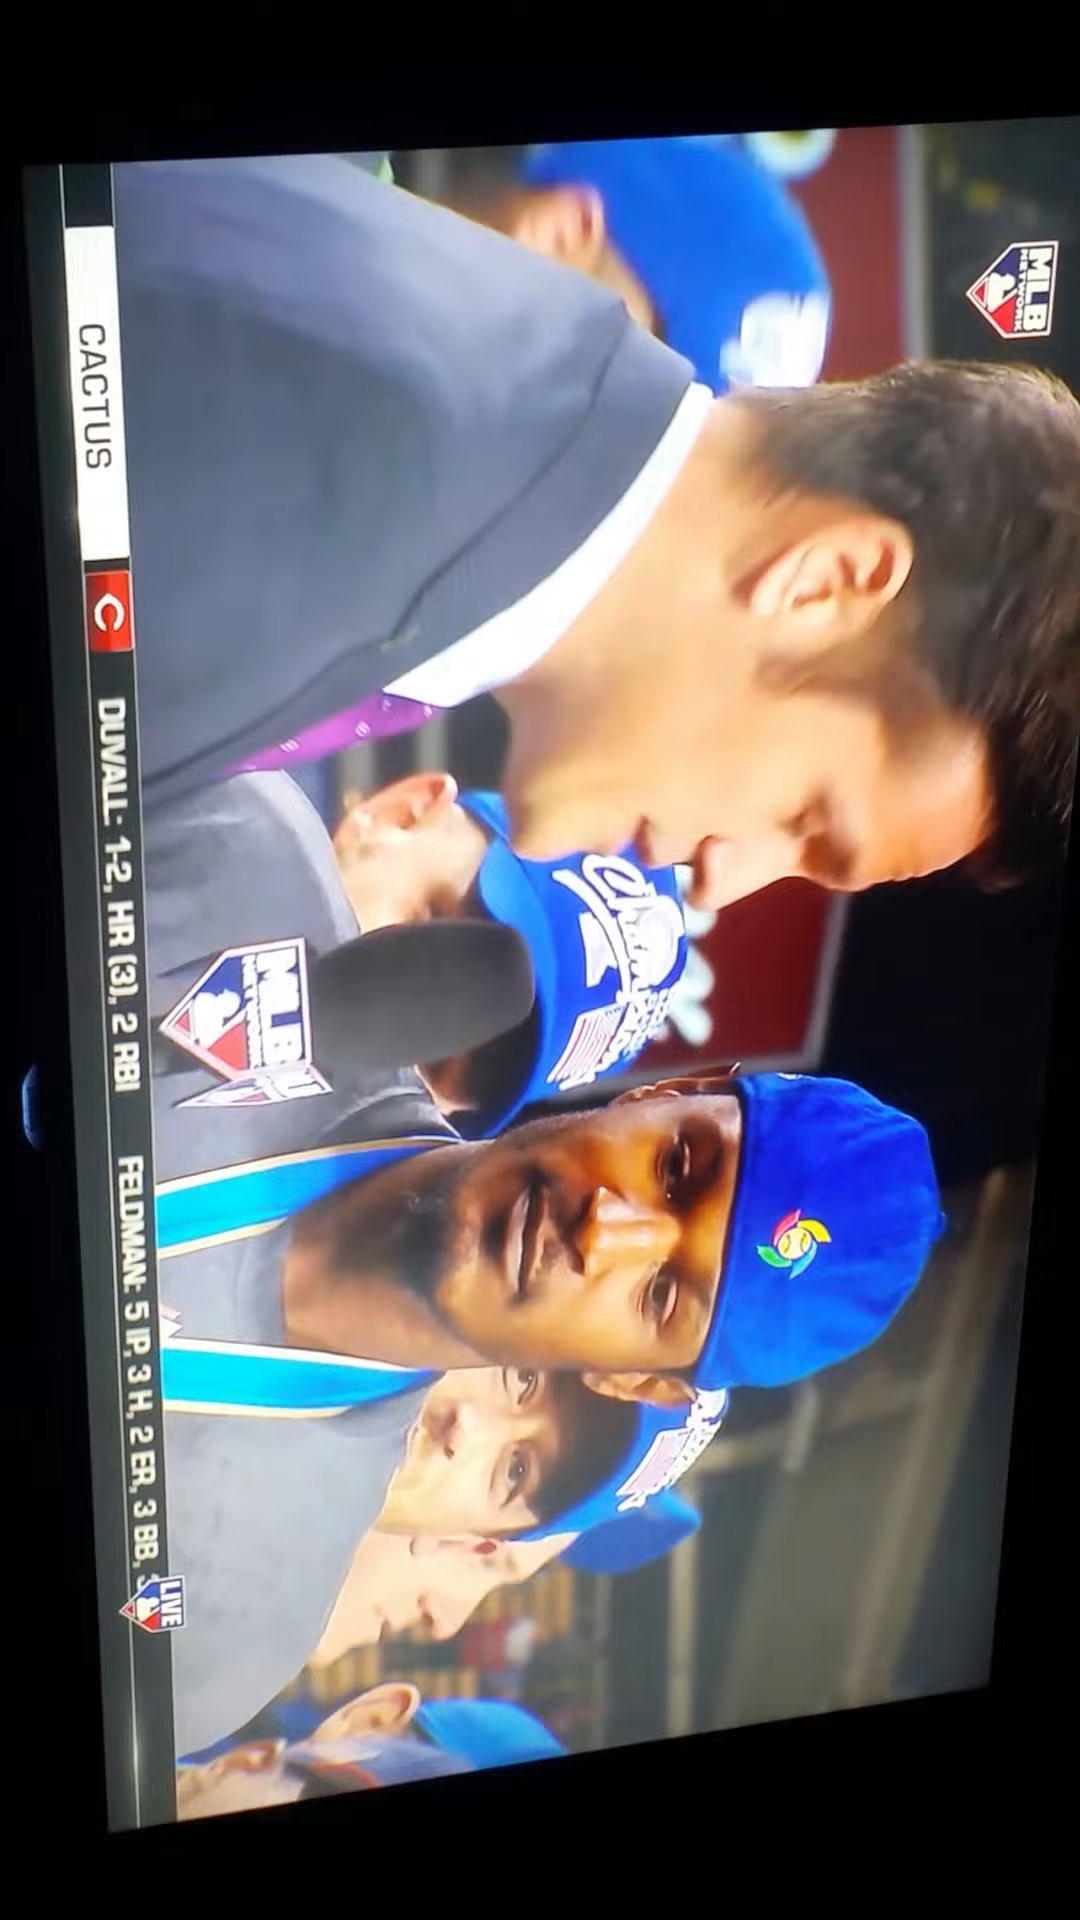 MLB
NETWORK
MLB
NETWORK
CACTUS
C
DUVALL: 1-2, HR (3), 2 RBI
FELDMAN: 5 IP, 3 H, 2 ER, 3 BB,
LIVE